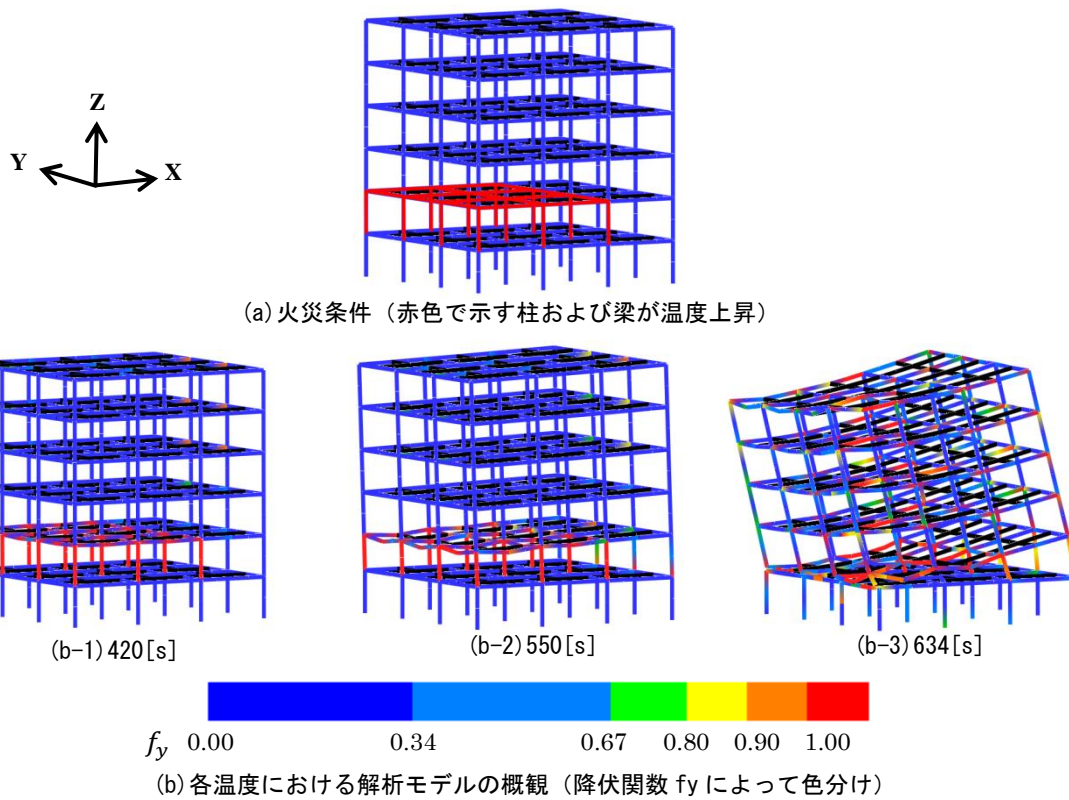 Z
Y
X
(a)火災条件（赤色で示す柱および梁が温度上昇）
(b-1)420[s]
(b-2)550[s]
(b-3)634[s]
fy 0.00 0.34 0.67 0.80 0.90 1.00
(b)各温度における解析モデルの概観（降伏関数 fy によって色分け）